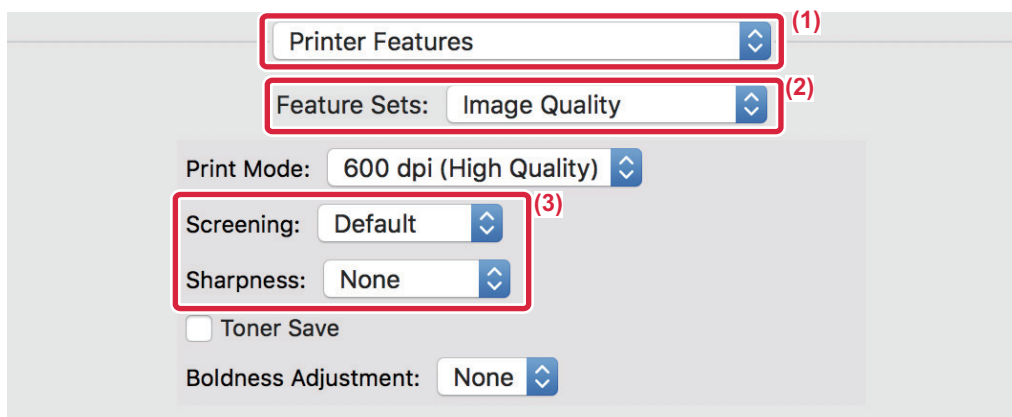 Printer Features (1)
Feature Sets: Image Quality (2)
Print Mode: 600 dpi (High Quality)
Screening: Default (3)
Sharpness: None
Toner Save
Boldness Adjustment: None